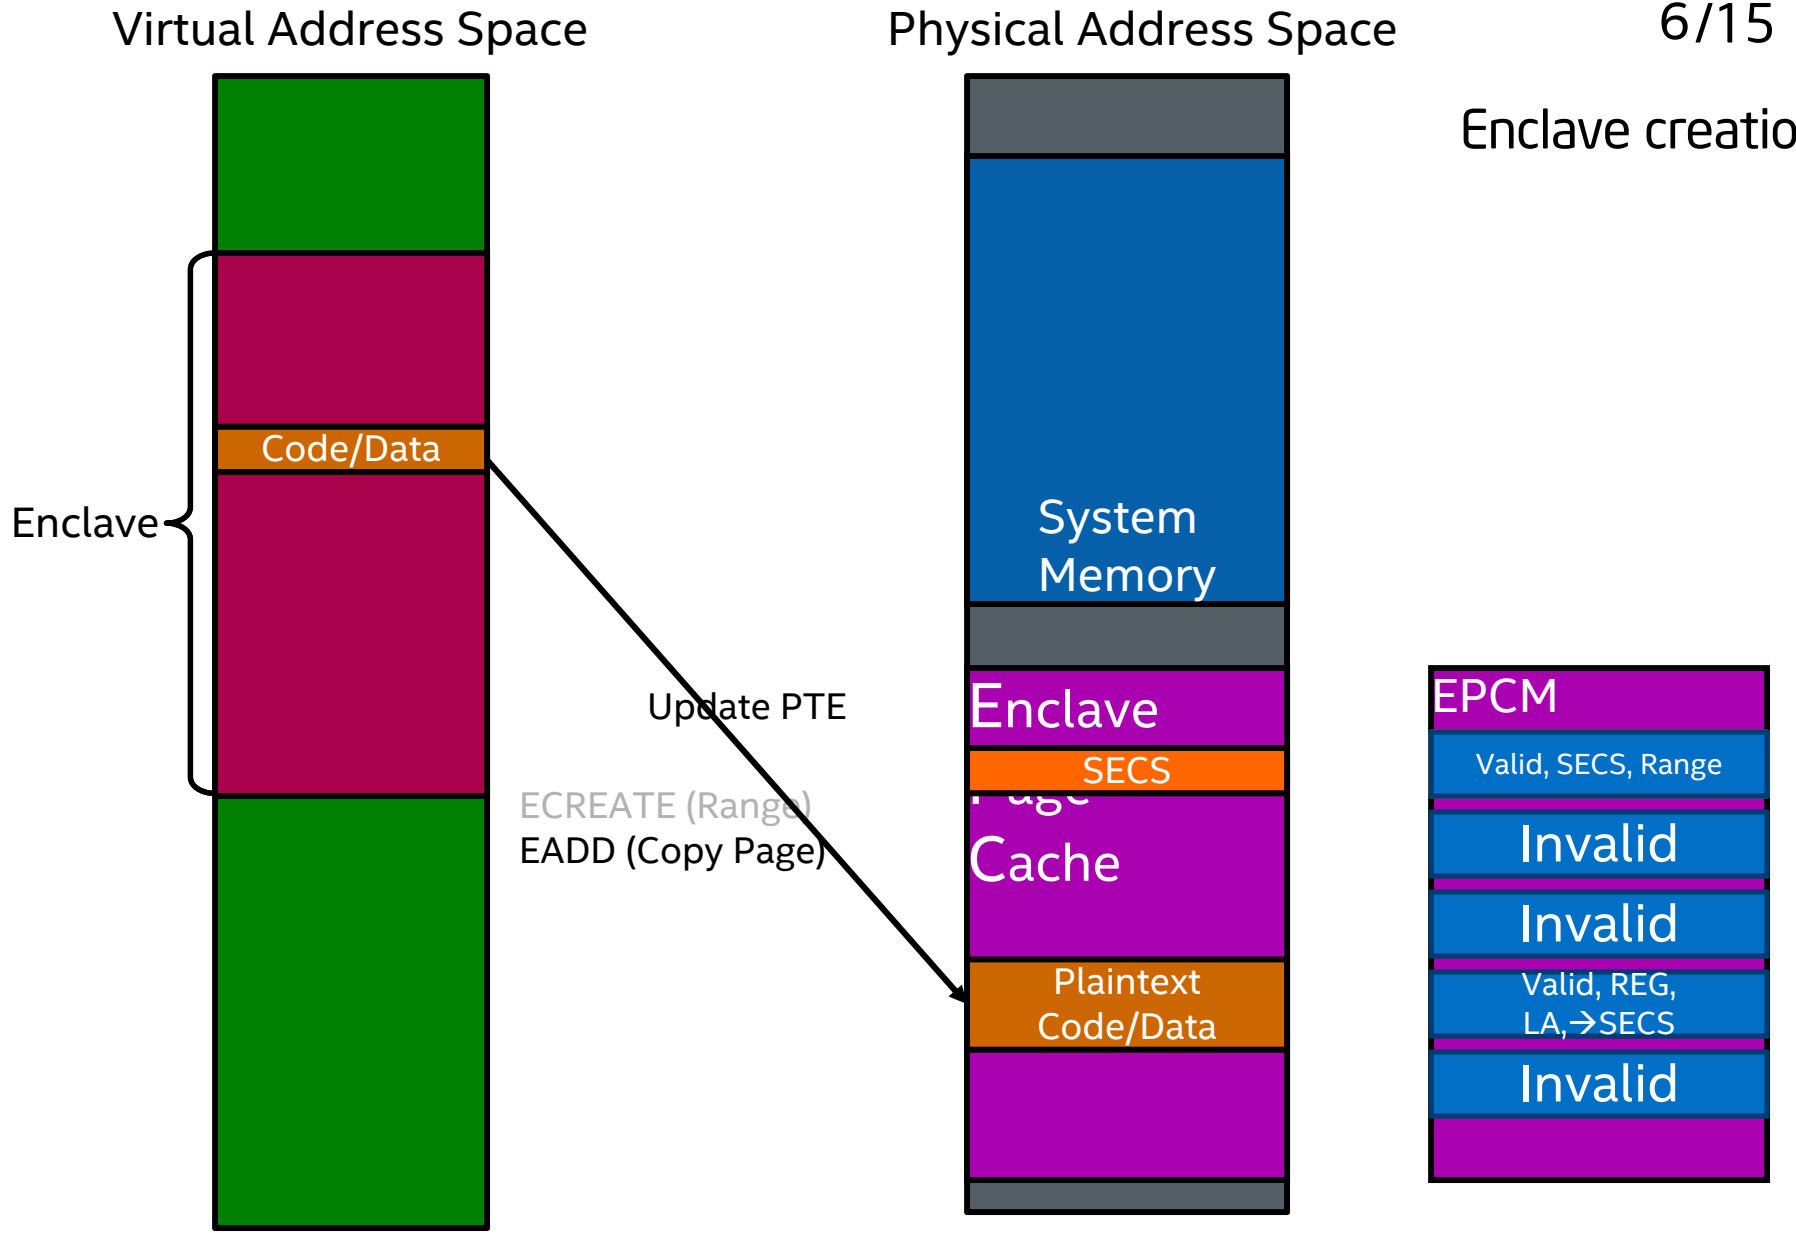 Virtual Address Space
Physical Address Space
6/15
Enclave creatio
Code/Data
Enclave
System
Memory
Update PTE
Enclave
SECS
Page
Cache
ECREATE (Range)
EADD (Copy Page)
Plaintext
Code/Data
EPCM
Valid, SECS, Range
Invalid
Invalid
Valid, REG,
LA,→SECS
Invalid